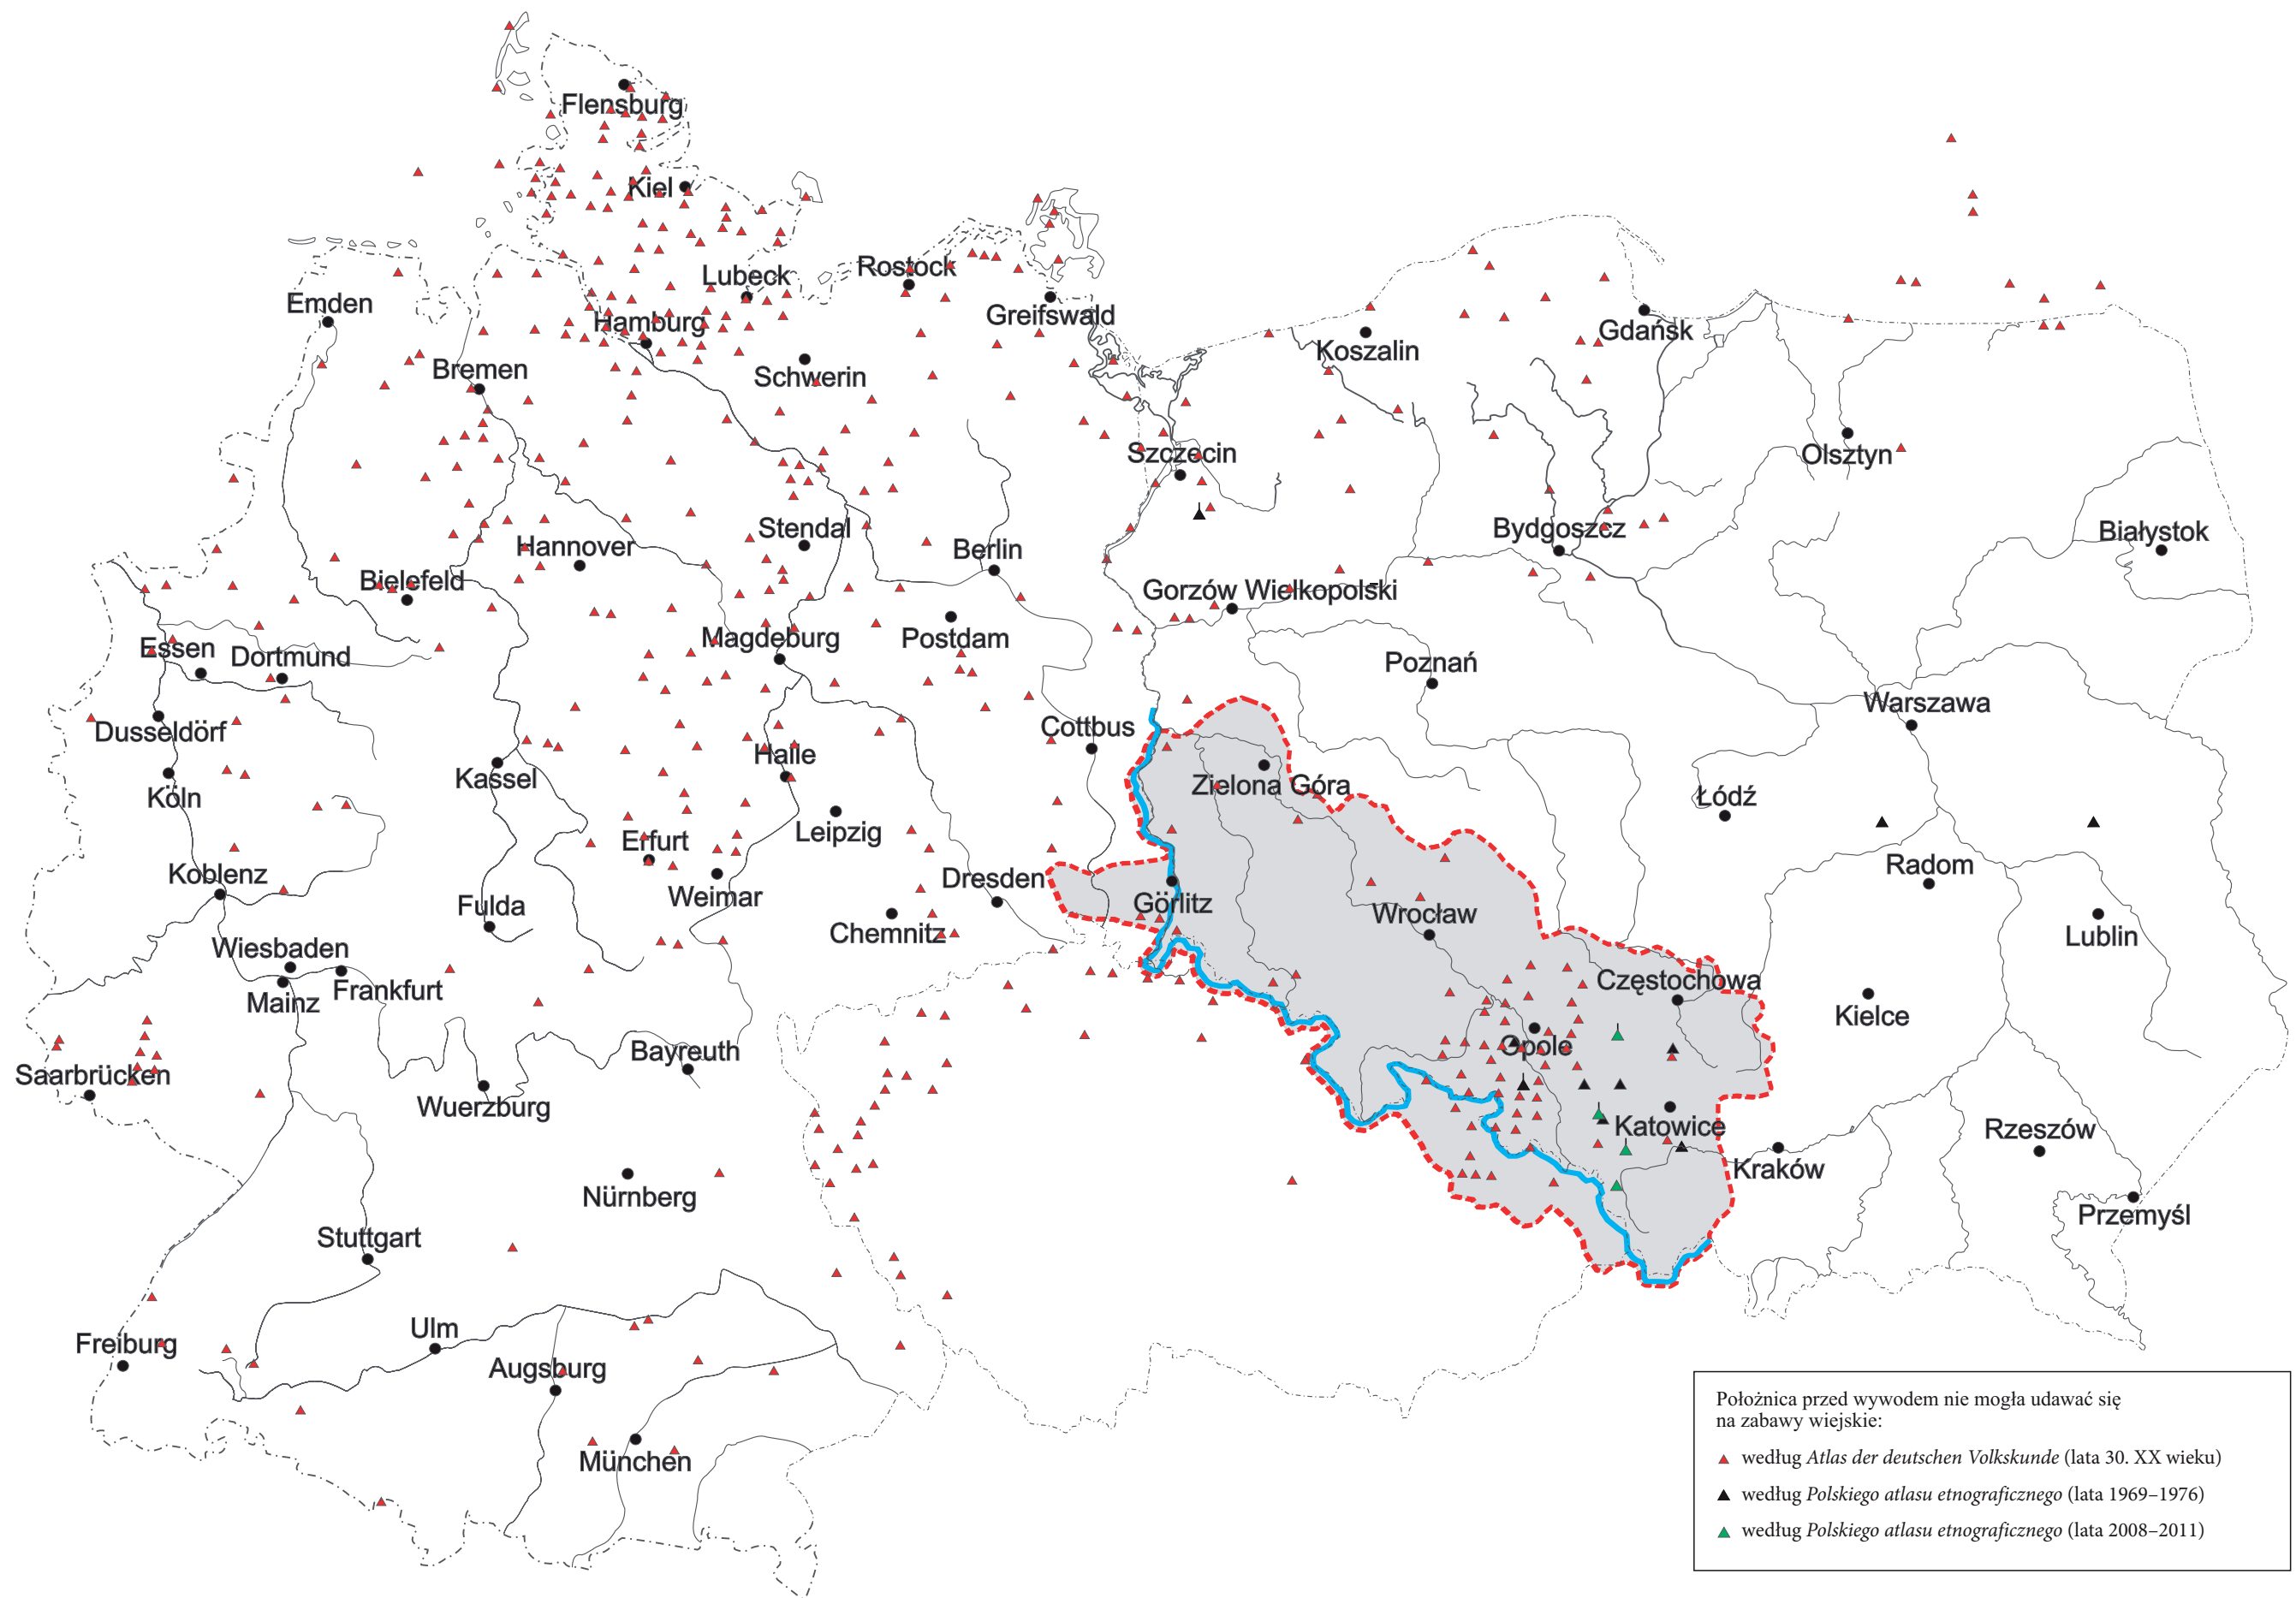 Flensburg
Kiel
Lubeck
Rostock
Emden
Hamburg
Greifswald
Gdańsk
Koszalin
Bremen
Schwerin
Szczecin
Olsztyn
Stendal
Bydgoszcz
Białystok
Hannover
Berlin
Bielefeld
Gorzów Wielkopolski
Magdeburg
Postdam
Essen
Dortmund
Poznań
Warszawa
Dusseldörf
Cottbus
Halle
Kassel
Zielona Góra
Köln
Łódź
Leipzig
Erfurt
Radom
Koblenz
Dresden
Weimar
Fulda
Görlitz
Wrocław
Chemnitz
Lublin
Wiesbaden
Częstochowa
Mainz
Frankfurt
Kielce
Bayreuth
Opole
Saarbrücken
Wuerzburg
Katowice
Rzeszów
Kraków
Nürnberg
Przemyśl
Stuttgart
Ulm
Freiburg
Augsburg
München
Położnica przed wywodem nie mogła udawać się
na zabawy wiejskie:
według Atlas der deutschen Volkskunde (lata 30. XX wieku)
według Polskiego atlasu etnograficznego (lata 1969–1976)
według Polskiego atlasu etnograficznego (lata 2008–2011)